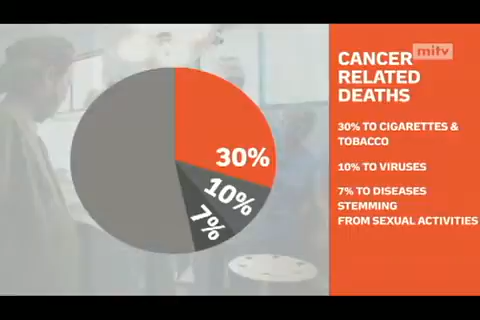 mitv
CANCER
RELATED
DEATHS
30% TO CIGARETTES &
TOBACCO
10% TO VIRUSES
7% TO DISEASES
STEMMING
FROM SEXUAL ACTIVITIES
30%
10%
7%